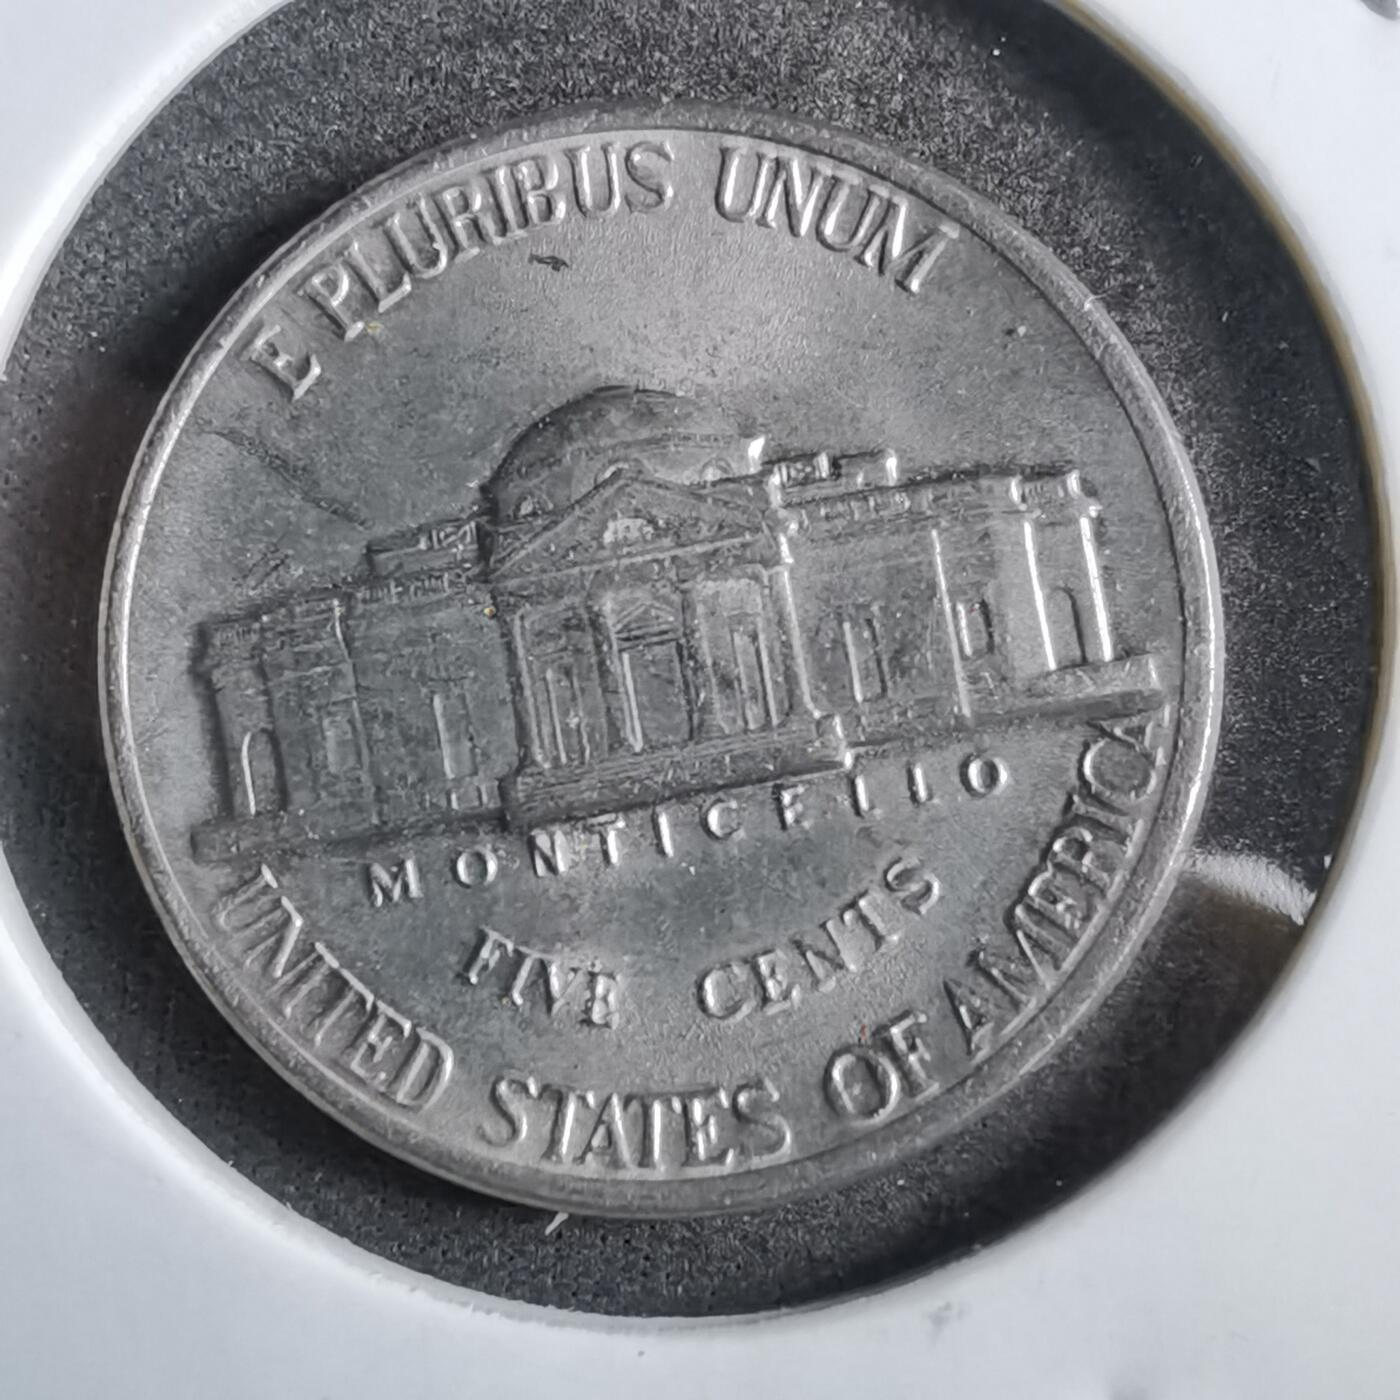 E PLURIBUS UNUM
MONTICELLO
FIVE CENTS
UNITED STATES OF AMERICA